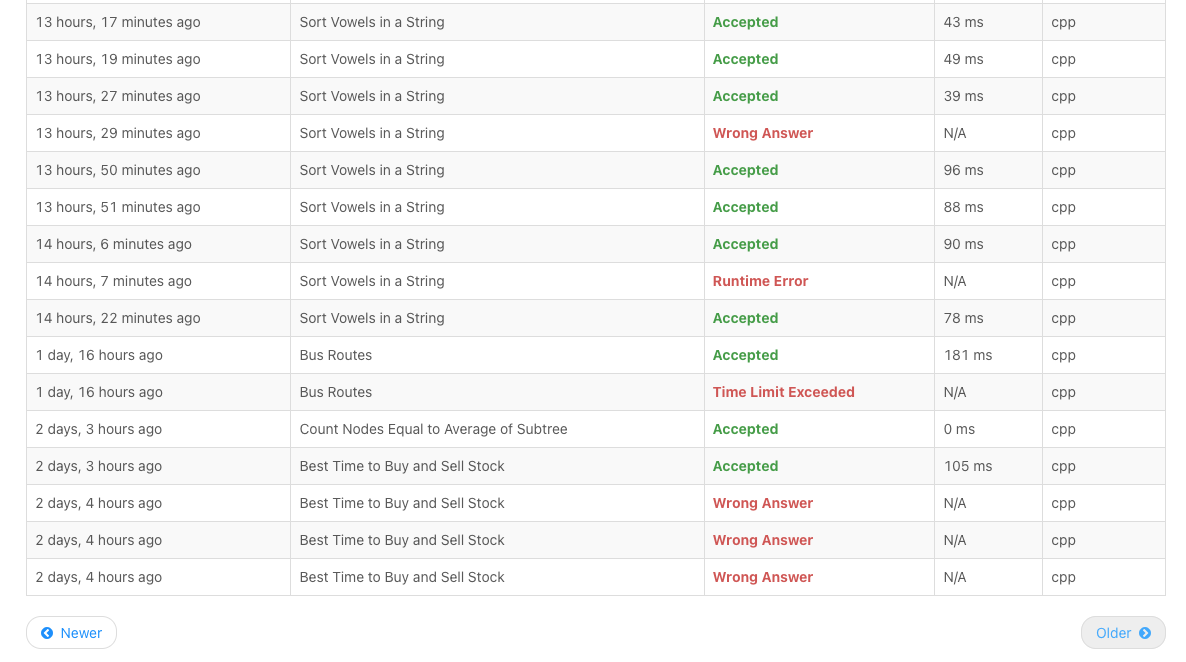 13 hours, 17 minutes ago Sort Vowels in a String Accepted 43 ms cpp
13 hours, 19 minutes ago Sort Vowels in a String Accepted 49 ms cpp
13 hours, 27 minutes ago Sort Vowels in a String Accepted 39 ms cpp
13 hours, 29 minutes ago Sort Vowels in a String Wrong Answer N/A cpp
13 hours, 50 minutes ago Sort Vowels in a String Accepted 96 ms cpp
13 hours, 51 minutes ago Sort Vowels in a String Accepted 88 ms cpp
14 hours, 6 minutes ago Sort Vowels in a String Accepted 90 ms cpp
14 hours, 7 minutes ago Sort Vowels in a String Runtime Error N/A cpp
14 hours, 22 minutes ago Sort Vowels in a String Accepted 78 ms cpp
1 day, 16 hours ago Bus Routes Accepted 181 ms cpp
1 day, 16 hours ago Bus Routes Time Limit Exceeded N/A cpp
2 days, 3 hours ago Count Nodes Equal to Average of Subtree Accepted 0 ms cpp
2 days, 3 hours ago Best Time to Buy and Sell Stock Accepted 105 ms cpp
2 days, 4 hours ago Best Time to Buy and Sell Stock Wrong Answer N/A cpp
2 days, 4 hours ago Best Time to Buy and Sell Stock Wrong Answer N/A cpp
2 days, 4 hours ago Best Time to Buy and Sell Stock Wrong Answer N/A cpp
Newer Older